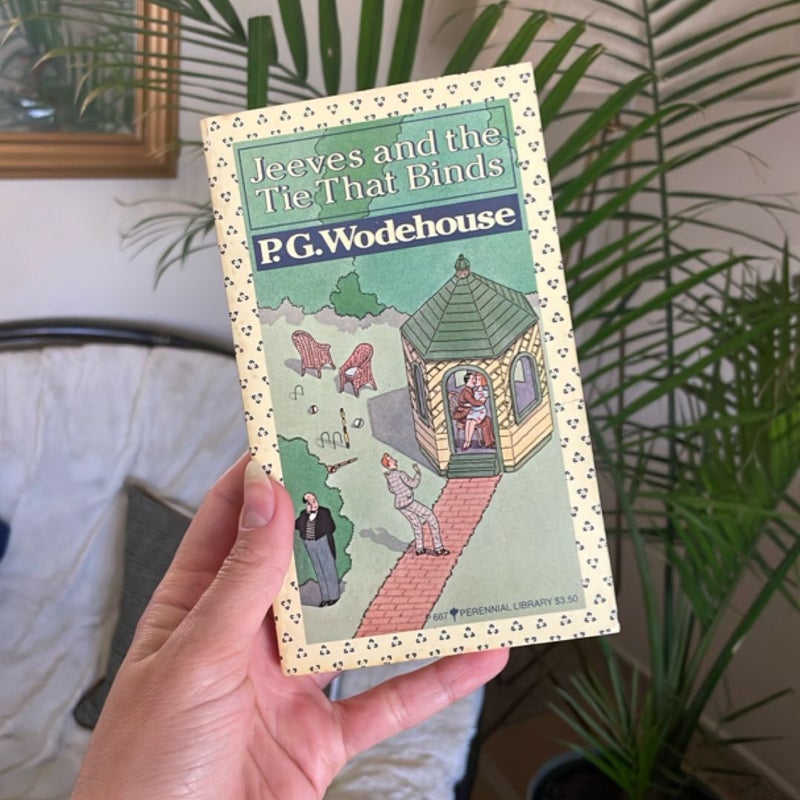 Jeeves and the
Tie That Binds
P.G.Wodehouse
P 667 PERENNIAL LIBRARY $3.50